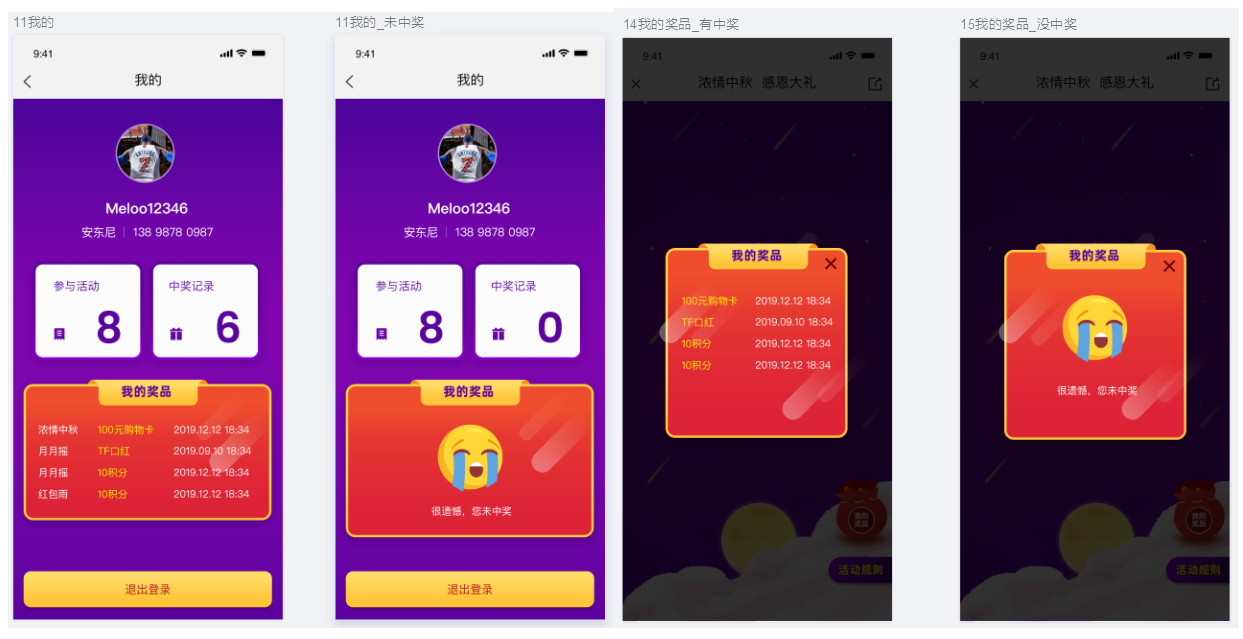 11我的
9:41
我的
Meloo12346
安东尼 138 9878 0987
参与活动 中奖记录
8 6
我的奖品
浓情中秋 100元购物卡 2019.12.12 18:34
月月摇 TF口红 2019.09.10 18:34
月月摇 10积分 2019.12.12 18:34
红包雨 10积分 2019.12.12 18:34
退出登录
11我的_未中奖
9:41
我的
Meloo12346
安东尼 138 9878 0987
参与活动 中奖记录
8 0
我的奖品
很遗憾，您未中奖
退出登录
14我的奖品_有中奖
9:41
浓情中秋 感恩大礼
我的奖品
100元购物卡 2019.12.12 18:34
TF口红 2019.09.10 18:34
10积分 2019.12.12 18:34
10积分 2019.12.12 18:34
我的
奖品
活动规则
15我的奖品_没中奖
9:41
浓情中秋 感恩大礼
我的奖品
很遗憾，您未中奖
我的
奖品
活动规则